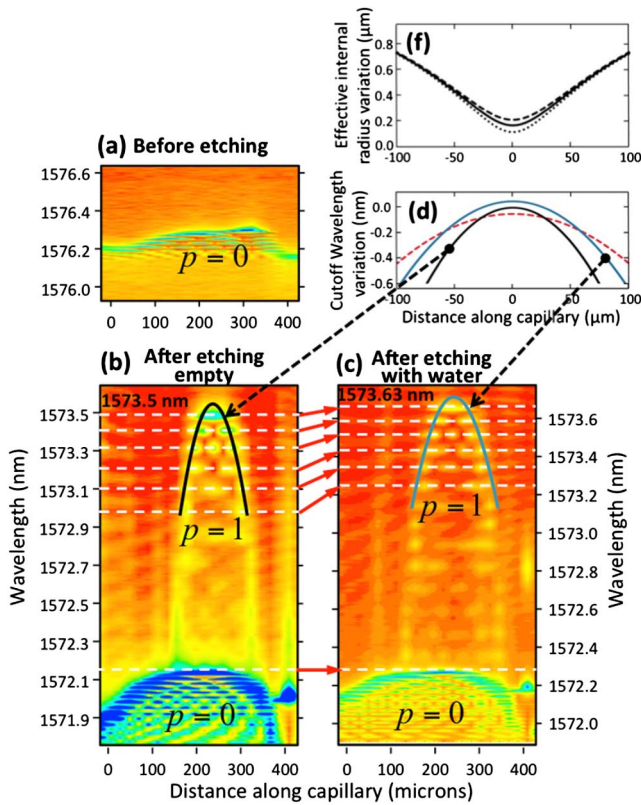 (f)
Effective internal
radius variation (µm)
0.8
0.6
0.4
0.2
0.0
-100 -50 0 50 100
(a) Before etching
1576.6
1576.4
1576.2
1576.0
p = 0
0 100 200 300 400
(d)
Cutoff Wavelength
variation (nm)
0.0
-0.2
-0.4
-0.6
100 -50 0 50 100
Distance along capillary (µm)
(b) After etching
empty
1573.5 nm
Wavelength (nm)
1573.5
1573.3
1573.1
1572.9
1572.7
1572.5
1572.3
1572.1
1571.9
p = 1
p = 0
0 100 200 300 400
(c) After etching
with water
1573.63 nm
1573.6
1573.4
1573.2
1573.0
1572.8
1572.6
1572.4
1572.2
1572.0
Wavelength (nm)
p = 1
p = 0
0 100 200 300 400
Distance along capillary (microns)